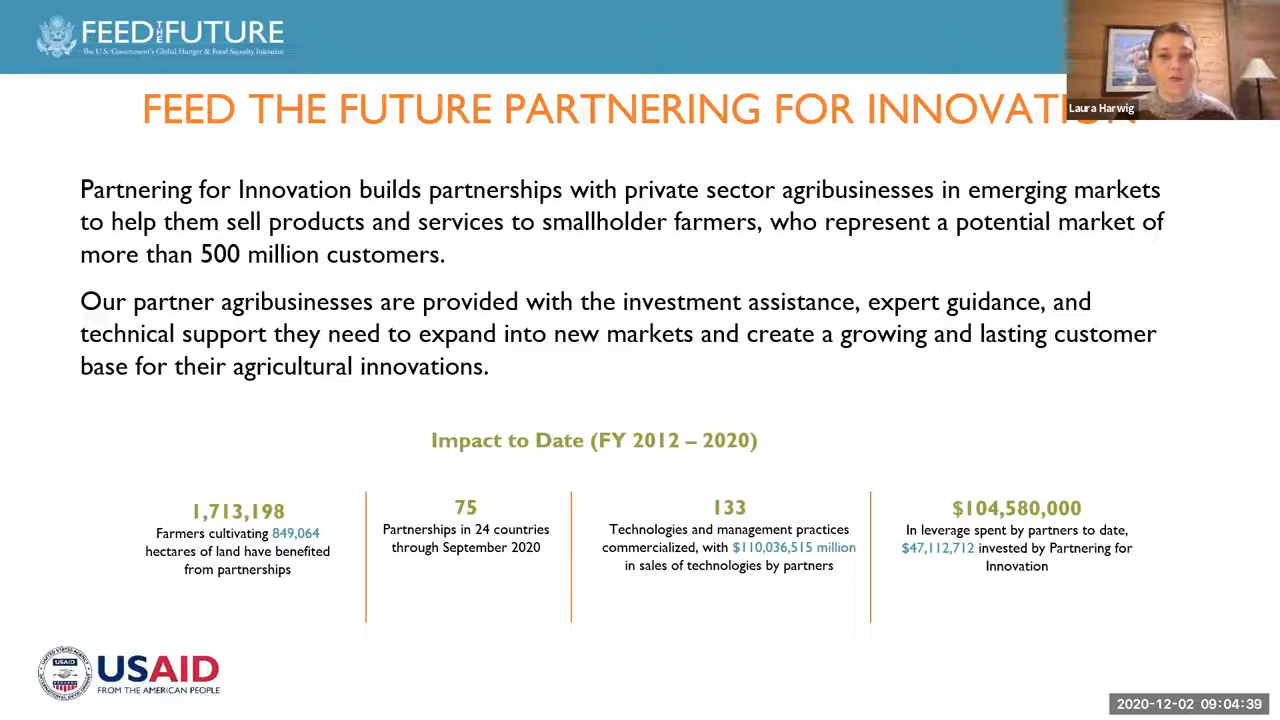 FEED THE FUTURE
The U.S. Government's Global Hunger & Food Security Initiative
Laura Harwig
FEED THE FUTURE PARTNERING FOR INNOVATION
Partnering for Innovation builds partnerships with private sector agribusinesses in emerging markets
to help them sell products and services to smallholder farmers, who represent a potential market of
more than 500 million customers.
Our partner agribusinesses are provided with the investment assistance, expert guidance, and
technical support they need to expand into new markets and create a growing and lasting customer
base for their agricultural innovations.
Impact to Date (FY 2012 – 2020)
1,713,198
Farmers cultivating 849,064
hectares of land have benefited
from partnerships
75
Partnerships in 24 countries
through September 2020
133
Technologies and management practices
commercialized, with $110,036,515 million
in sales of technologies by partners
$104,580,000
In leverage spent by partners to date,
$47,112,712 invested by Partnering for
Innovation
USAID
USAID
FROM THE AMERICAN PEOPLE
2020-12-02 09:04:39